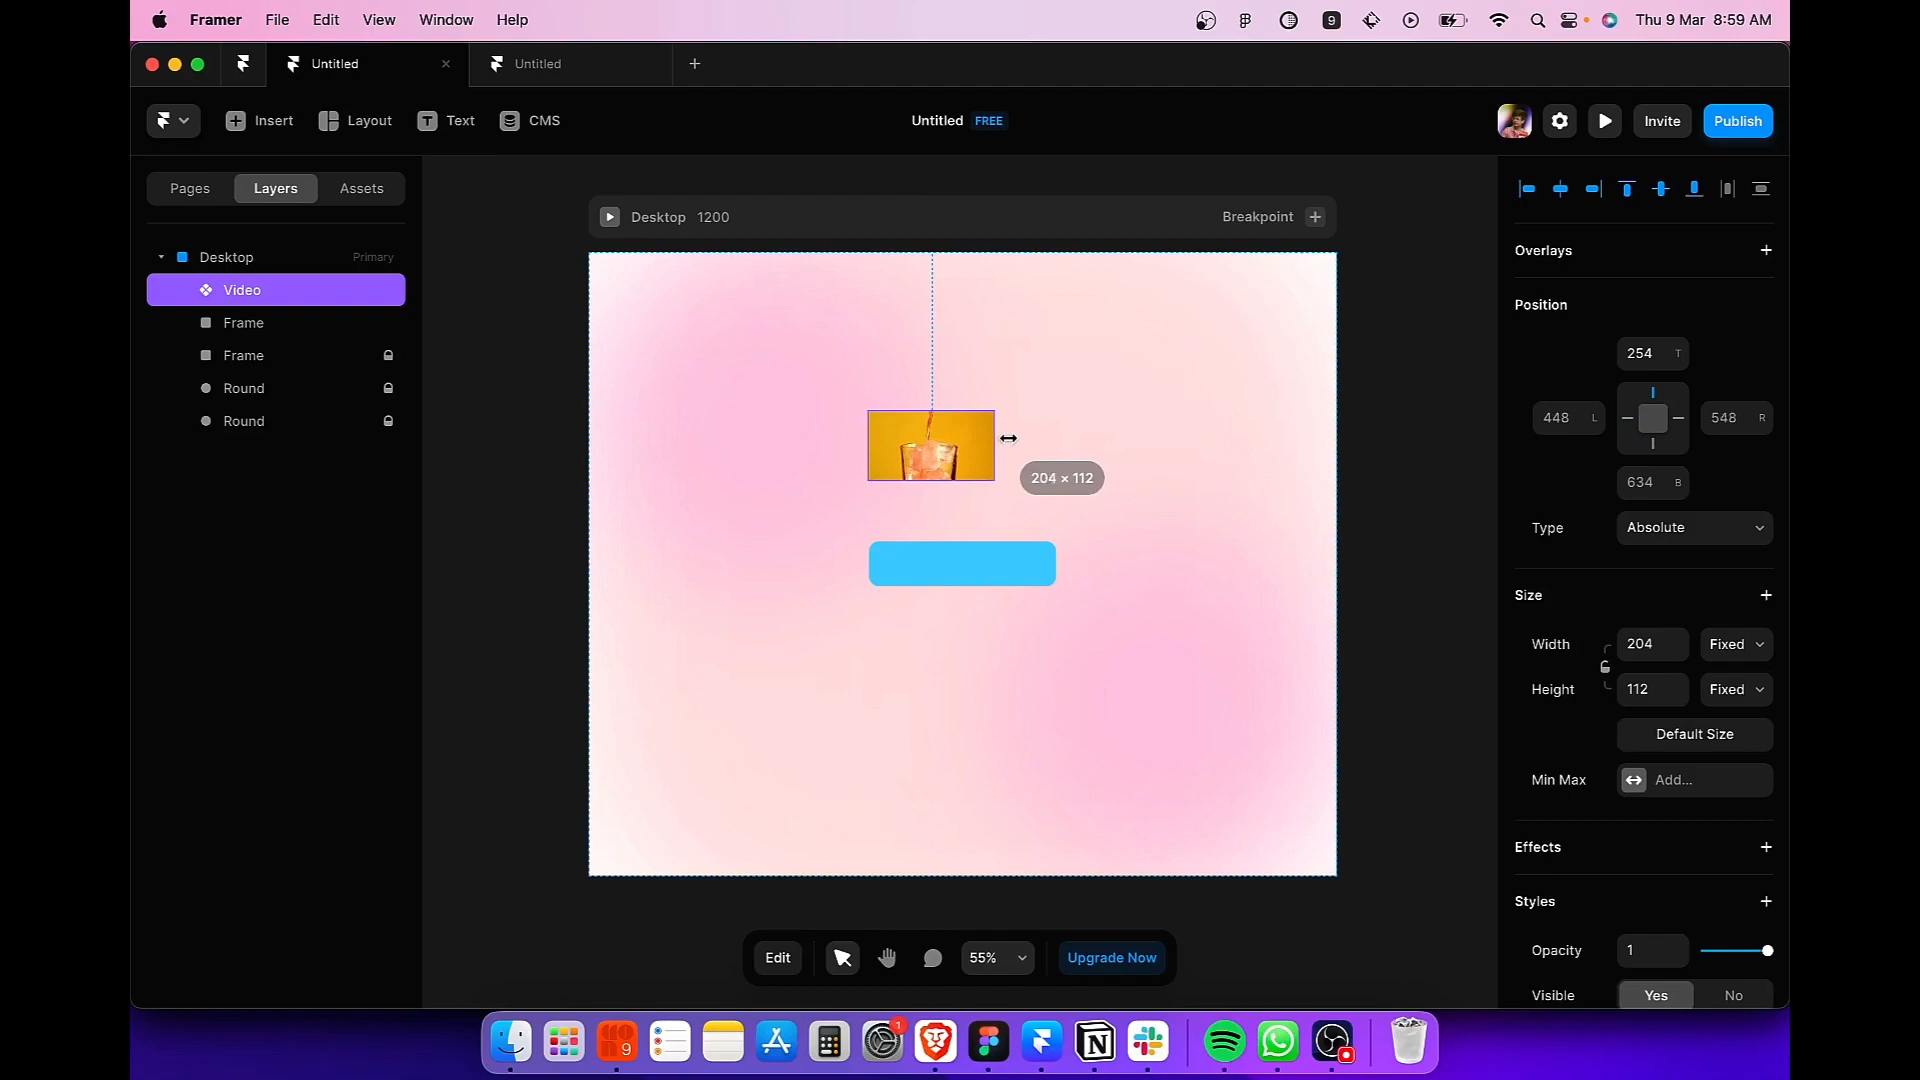 Framer File Edit View Window Help
9
Thu 9 Mar 8:59 AM
Untitled
Untitled
Insert Layout Text CMS
Untitled FREE
Invite Publish
Pages Layers Assets
Desktop Primary
Video
Frame
Frame
Round
Round
Desktop 1200
Breakpoint
204 × 112
Edit
55%
Upgrade Now
Overlays
Position
254 T
448 L
548 R
634 B
Type Absolute
Size
Width 204 Fixed
Height 112 Fixed
Default Size
Min Max Add...
Effects
Styles
Opacity 1
Visible Yes No
9
1